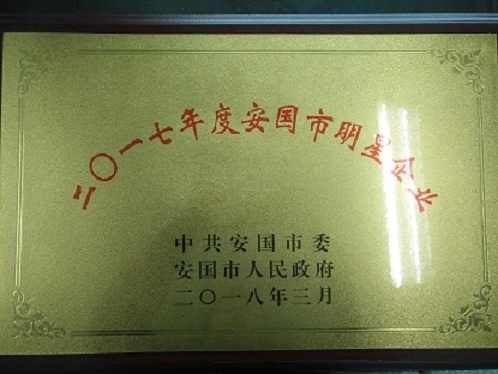 二〇一七年度安国市明星企业
中共安国市委
安国市人民政府
二〇一八年三月